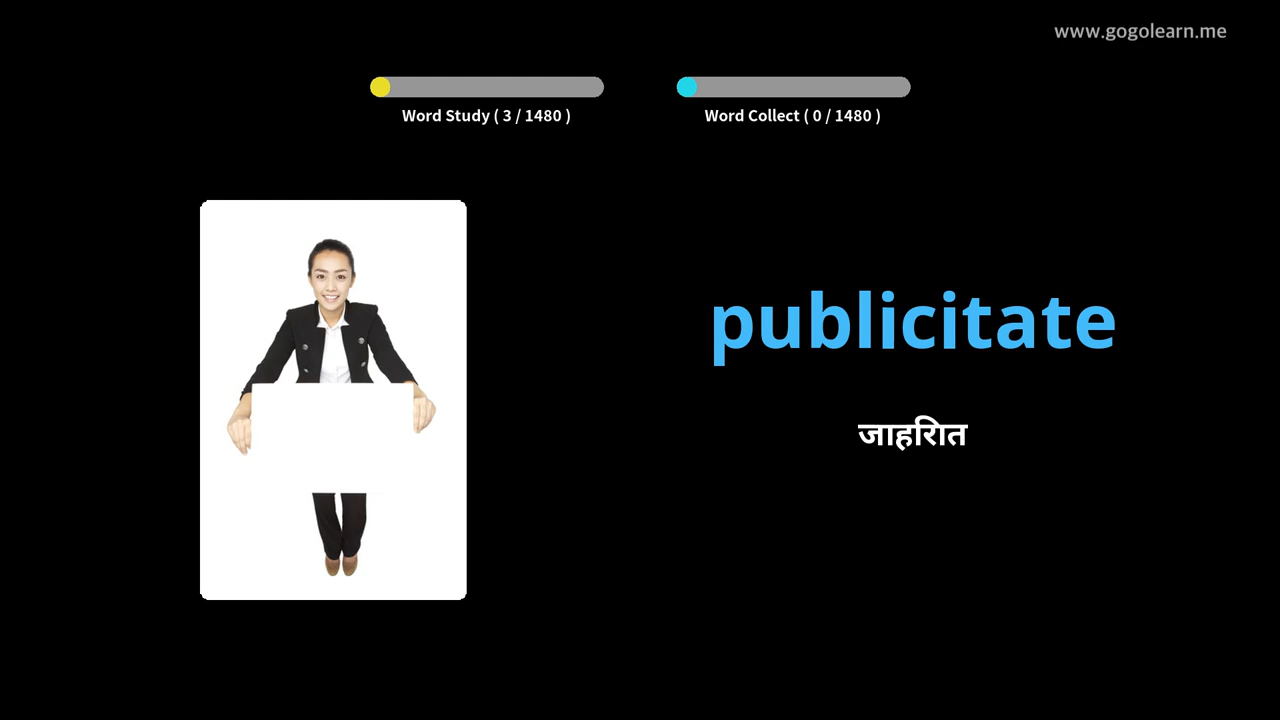 www.gogolearn.me
Word Study ( 3 / 1480 )
Word Collect ( 0 / 1480 )
publicitate
जाहरिात